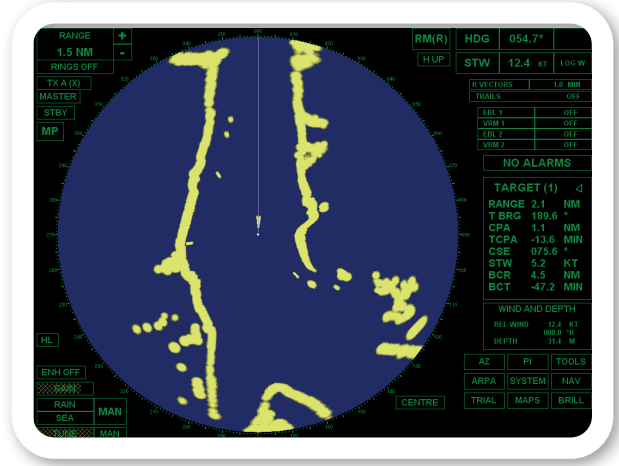 RANGE +
1.5 NM -
RINGS OFF
TX A (X)
MASTER
STBY
MP
HL
ENH OFF
GAIN
RAIN
SEA
MAN
TUNE MAN
000
RM(R)
H UP
HDG 054.7°
STW 12.4 KT LOG W
R VECTORS 1.0 MIN
TRAILS OFF
EBL 1 OFF
VRM 1 OFF
EBL 2 OFF
VRM 2 OFF
NO ALARMS
TARGET (1)
RANGE 2.1 NM
T BRG 189.6 °
CPA 1.1 NM
TCPA -13.6 MIN
CSE 075.6 °
STW 5.2 KT
BCR 4.5 NM
BCT -47.2 MIN
WIND AND DEPTH
REL WIND 12.4 KT
000.0 °R
DEPTH 31.4 M
AZ PI TOOLS
ARPA SYSTEM NAV
TRIAL MAPS BRILL
CENTRE